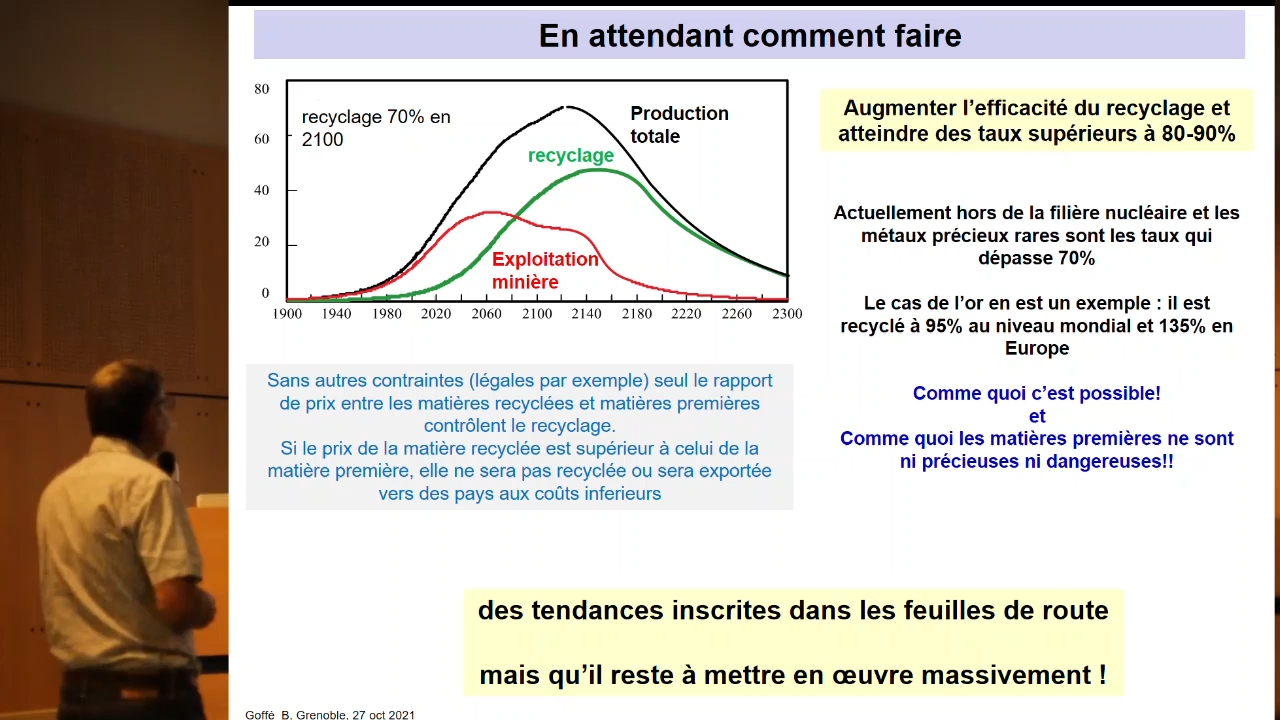 En attendant comment faire
80
60
40
20
0
recyclage 70% en
2100
Production
totale
recyclage
Exploitation
minière
1900 1940 1980 2020 2060 2100 2140 2180 2220 2260 2300
Augmenter l’efficacité du recyclage et
atteindre des taux supérieurs à 80-90%
Actuellement hors de la filière nucléaire et les
métaux précieux rares sont les taux qui
dépasse 70%
Le cas de l’or en est un exemple : il est
recyclé à 95% au niveau mondial et 135% en
Europe
Comme quoi c’est possible!
et
Comme quoi les matières premières ne sont
ni précieuses ni dangereuses!!
Sans autres contraintes (légales par exemple) seul le rapport
de prix entre les matières recyclées et matières premières
contrôlent le recyclage.
Si le prix de la matière recyclée est supérieur à celui de la
matière première, elle ne sera pas recyclée ou sera exportée
vers des pays aux coûts inferieurs
des tendances inscrites dans les feuilles de route
mais qu’il reste à mettre en œuvre massivement !
Goffé B. Grenoble, 27 oct 2021